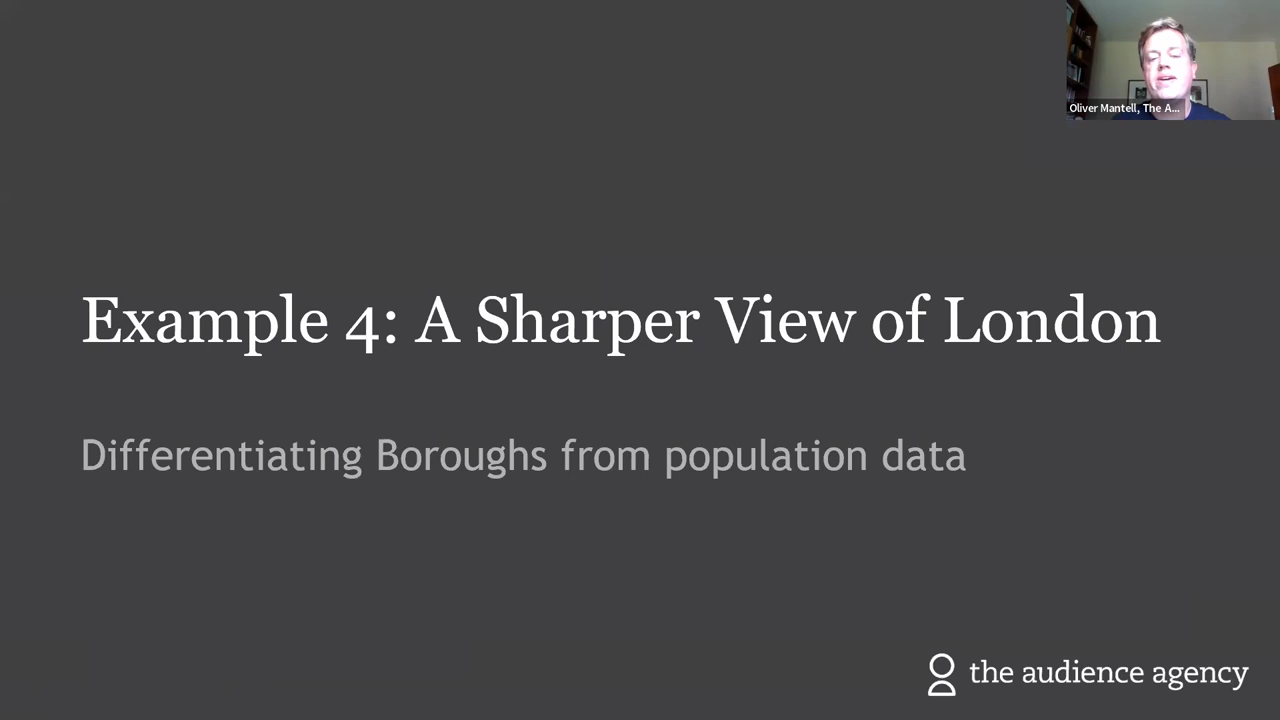 Oliver Mantell, The A...
Example 4: A Sharper View of London
Differentiating Boroughs from population data
the audience agency